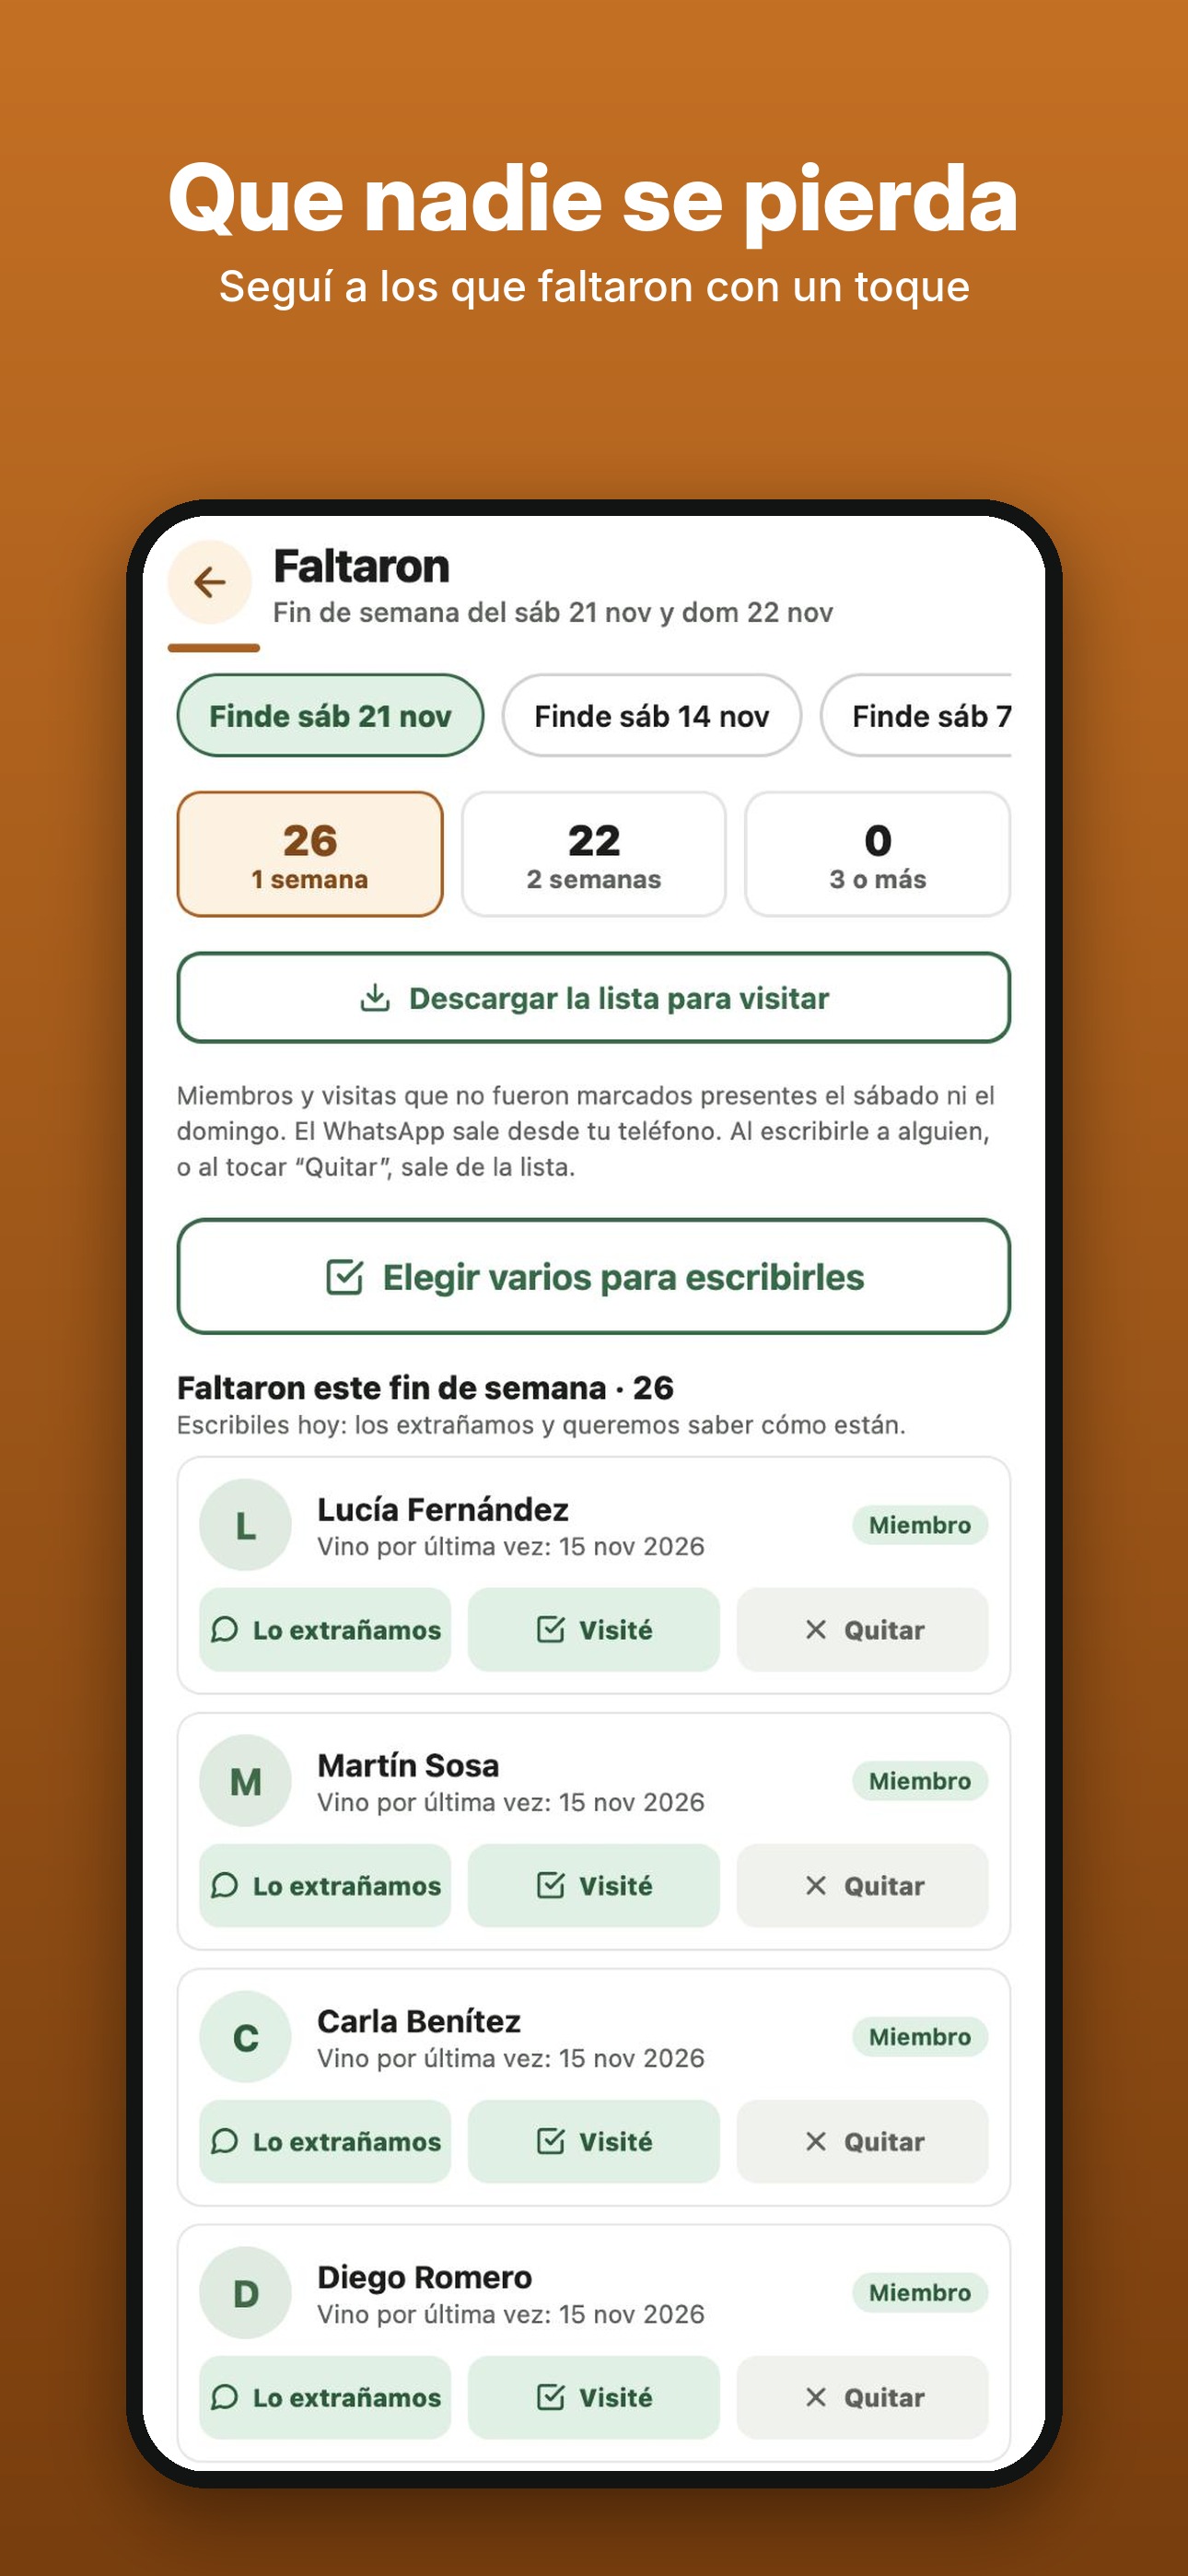 Que nadie se pierda
Seguí a los que faltaron con un toque
Faltaron
Fin de semana del sáb 21 nov y dom 22 nov
Finde sáb 21 nov
Finde sáb 14 nov
Finde sáb 7
26
1 semana
22
2 semanas
0
3 o más
Descargar la lista para visitar
Miembros y visitas que no fueron marcados presentes el sábado ni el
domingo. El WhatsApp sale desde tu teléfono. Al escribirle a alguien,
o al tocar “Quitar”, sale de la lista.
Elegir varios para escribirles
Faltaron este fin de semana · 26
Escribiles hoy: los extrañamos y queremos saber cómo están.
L
Lucía Fernández
Vino por última vez: 15 nov 2026
Miembro
Lo extrañamos
Visité
Quitar
M
Martín Sosa
Vino por última vez: 15 nov 2026
Miembro
Lo extrañamos
Visité
Quitar
C
Carla Benítez
Vino por última vez: 15 nov 2026
Miembro
Lo extrañamos
Visité
Quitar
D
Diego Romero
Vino por última vez: 15 nov 2026
Miembro
Lo extrañamos
Visité
Quitar